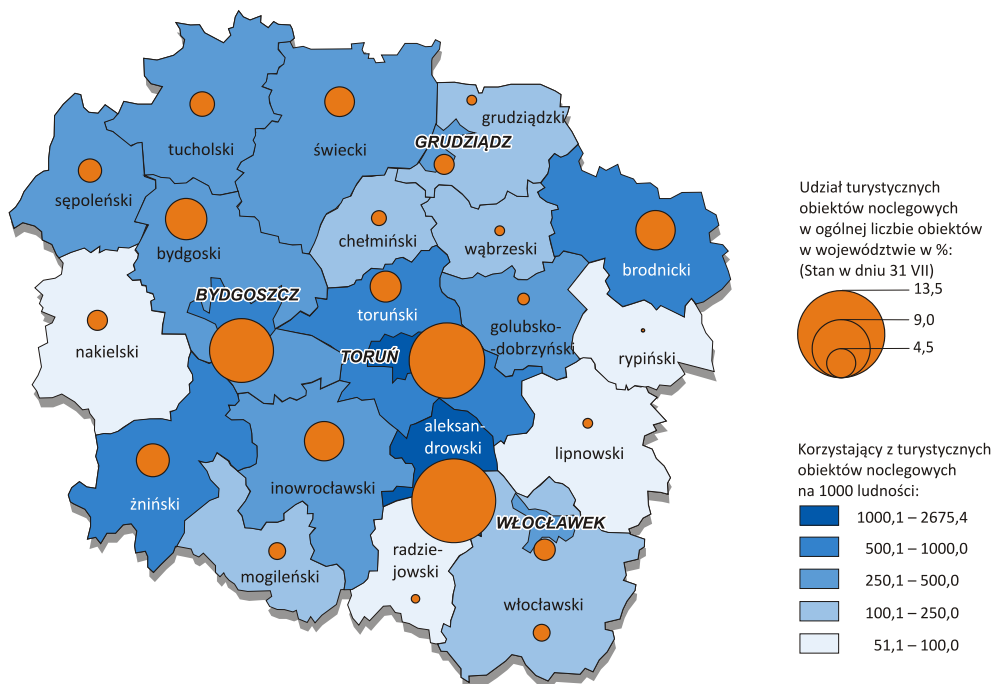 grudziądzki
GRUDZIĄDZ
tucholski
świecki
sępoleński
chełmiński
wąbrzeski
bydgoski
brodnicki
BYDGOSZCZ
toruński
golubsko-
-dobrzyński
nakielski
TORUŃ
rypiński
aleksan-
drowski
lipnowski
żniński
inowrocławski
WŁOCŁAWEK
radzie-
jowski
mogileński
włocławski
Udział turystycznych
obiektów noclegowych
w ogólnej liczbie obiektów
w województwie w %:
(Stan w dniu 31 VII)
13,5
9,0
4,5
Korzystający z turystycznych
obiektów noclegowych
na 1000 ludności:
1000,1 – 2675,4
500,1 – 1000,0
250,1 – 500,0
100,1 – 250,0
51,1 – 100,0